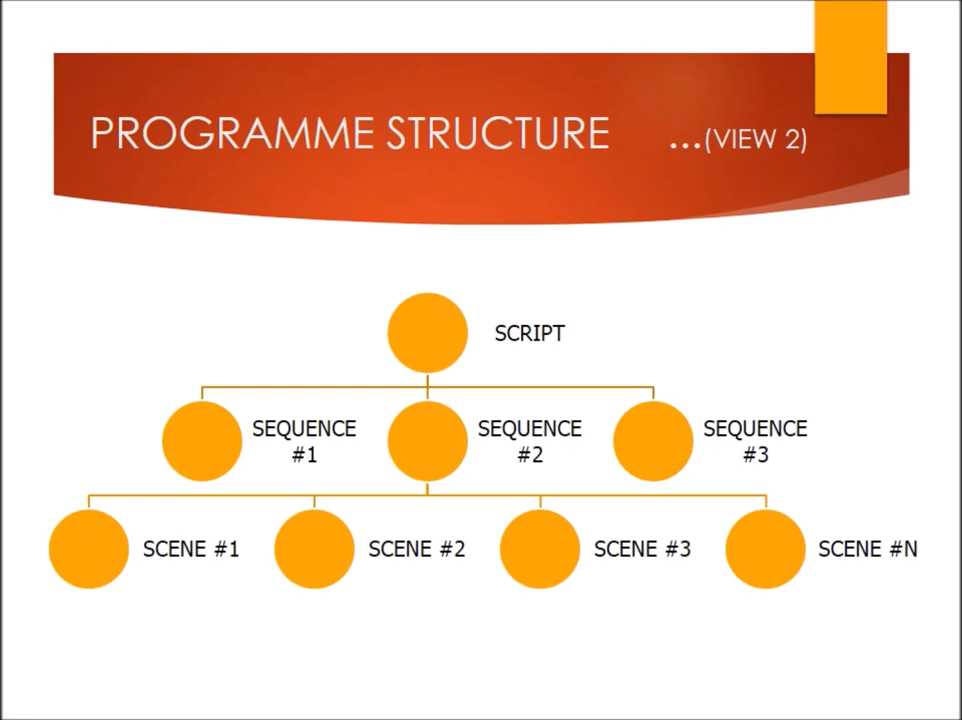 PROGRAMME STRUCTURE ...(VIEW 2)
SCRIPT
SEQUENCE
#1
SEQUENCE
#2
SEQUENCE
#3
SCENE #1
SCENE #2
SCENE #3
SCENE #N